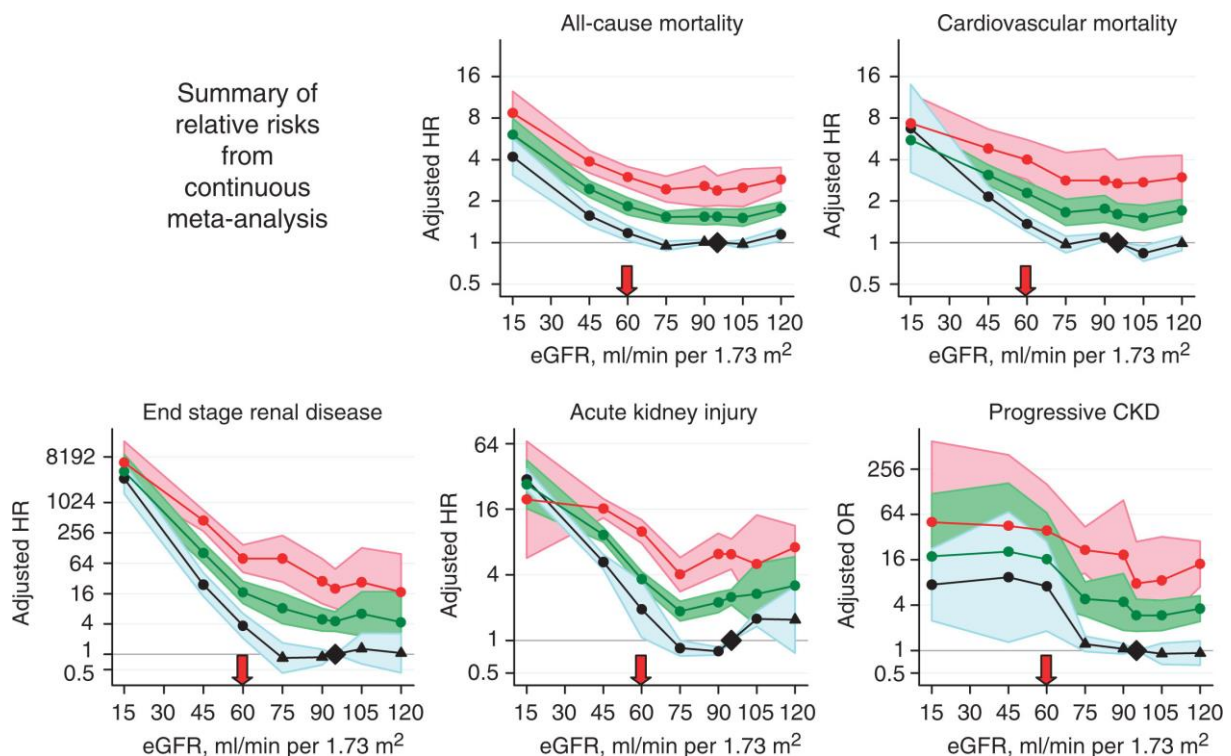 Summary of
relative risks
from
continuous
meta-analysis
All-cause mortality
Adjusted HR
16
8
4
2
1
0.5
15 30 45 60 75 90 105 120
eGFR, ml/min per 1.73 m²
Cardiovascular mortality
Adjusted HR
16
8
4
2
1
0.5
15 30 45 60 75 90 105 120
eGFR, ml/min per 1.73 m²
End stage renal disease
Adjusted HR
8192
1024
256
64
16
4
1
0.5
15 30 45 60 75 90 105 120
eGFR, ml/min per 1.73 m²
Acute kidney injury
Adjusted HR
64
16
4
1
0.5
15 30 45 60 75 90 105 120
eGFR, ml/min per 1.73 m²
Progressive CKD
Adjusted OR
256
64
16
4
1
0.5
15 30 45 60 75 90 105 120
eGFR, ml/min per 1.73 m²